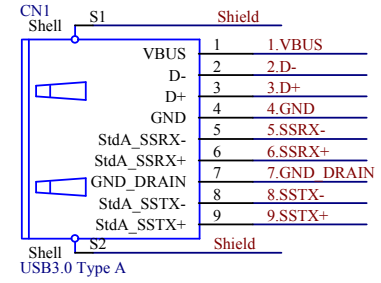 CN1
Shell S1 Shield
VBUS 1 1.VBUS
D- 2 2.D-
D+ 3 3.D+
GND 4 4.GND
StdA_SSRX- 5 5.SSRX-
StdA_SSRX+ 6 6.SSRX+
GND_DRAIN 7 7.GND_DRAIN
StdA_SSTX- 8 8.SSTX-
StdA_SSTX+ 9 9.SSTX+
Shell S2 Shield
USB3.0 Type A